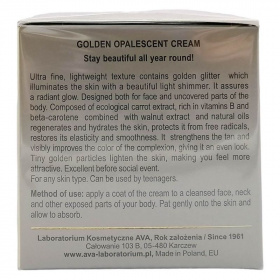 GOLDEN OPALESCENT CREAM
Stay beautiful all year round!
Ultra fine, lightweight texture contains golden glitter which
illuminates the skin with a beautiful light shimmer. It assures
a radiant glow. Designed both for face and uncovered parts of the
body. Composed of ecological carrot extract, rich in vitamins B and
beta-carotene combined with walnut extract and natural oils
regenerates and hydrates the skin, protects it from free radicals,
restores its elasticity and smoothness. It strengthens the tan and
visibly improves the color of the complexion, giving it an even look.
Tiny golden particles lighten the skin, making you feel more
attractive. Excellent before social event.
For any skin type. Can be used by teenagers.
Method of use: apply a coat of the cream to a cleansed face, neck
and other exposed parts of your body. Pat gently onto the skin and
allow to absorb.
Laboratorium Kosmetyczne AVA, Rok założenia / Since 1961
Całowanie 103 B, 05-480 Karczew
www.ava-laboratorium.pl, Made in Poland, EU